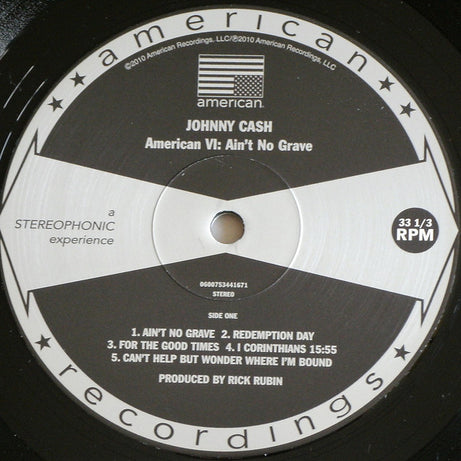 american
©2010 American Recordings, LLC/℗2010 American Recordings, LLC
american
JOHNNY CASH
American VI: Ain't No Grave
a
STEREOPHONIC
experience
33 1/3
RPM
0600753441671
STEREO
SIDE ONE
1. AIN'T NO GRAVE 2. REDEMPTION DAY
3. FOR THE GOOD TIMES 4. I CORINTHIANS 15:55
5. CAN'T HELP BUT WONDER WHERE I'M BOUND
PRODUCED BY RICK RUBIN
recordings